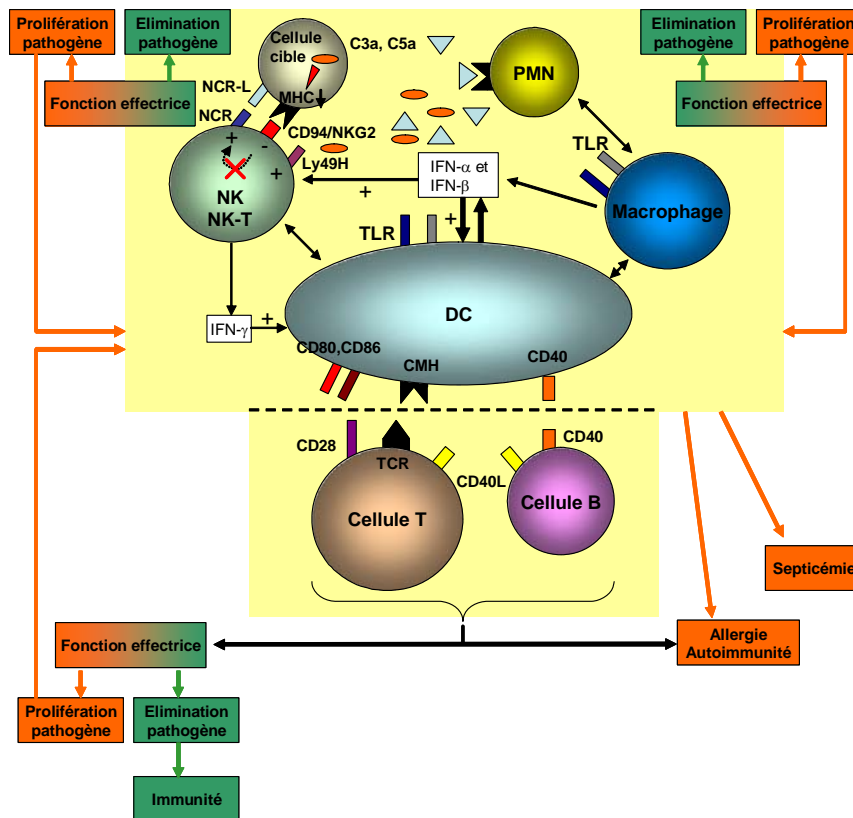 Prolifération
pathogène
Elimination
pathogène
Fonction effectrice
Cellule
cible
C3a, C5a
NCR-L
MHC
NCR
CD94/NKG2
+
-
+
Ly49H
NK
NK-T
PMN
Elimination
pathogène
Prolifération
pathogène
Fonction effectrice
TLR
Macrophage
IFN-α et
IFN-β
+
+
TLR
DC
IFN-γ
+
CD80,CD86
CMH
CD40
CD28
TCR
CD40L
CD40
Cellule T
Cellule B
Septicémie
Allergie
Autoimmunité
Fonction effectrice
Prolifération
pathogène
Elimination
pathogène
Immunité